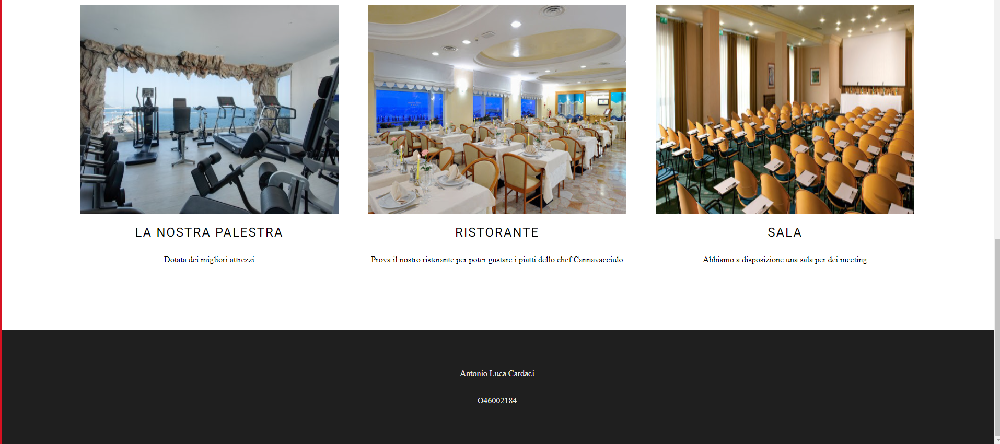 LA NOSTRA PALESTRA
Dotata dei migliori attrezzi
RISTORANTE
Prova il nostro ristorante per poter gustare i piatti dello chef Cannavacciulo
SALA
Abbiamo a disposizione una sala per dei meeting
Antonio Luca Cardaci
O46002184